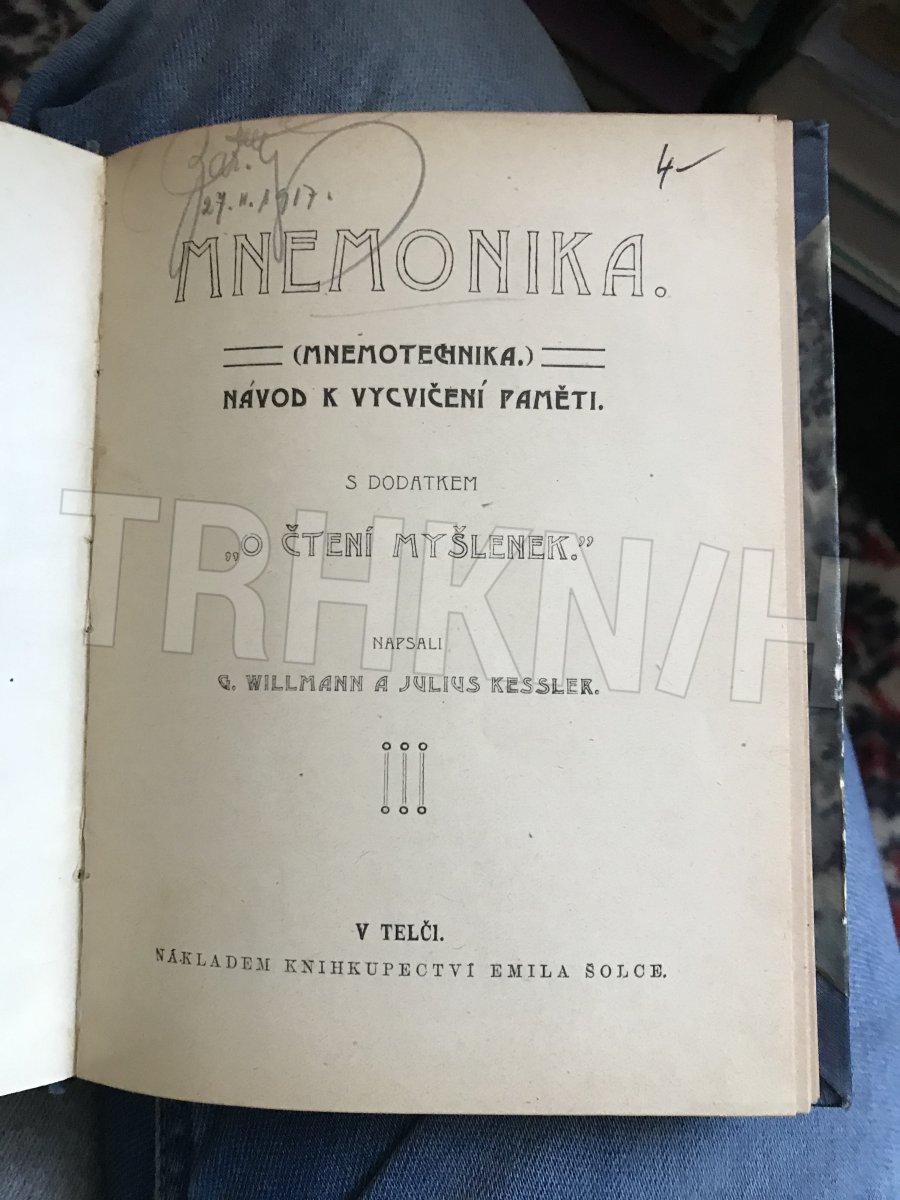 27. II. 1917.
4-
MNEMONIKA.
(MNEMOTECHNIKA.)
NÁVOD K VYCVIČENÍ PAMĚTI.
S DODATKEM
„O ČTENÍ MYŠLENEK.”
NAPSALI
G. WILLMANN A JULIUS KESSLER.
V TELČI.
NÁKLADEM KNIHKUPECTVÍ EMILA ŠOLCE.
TRHKNIH